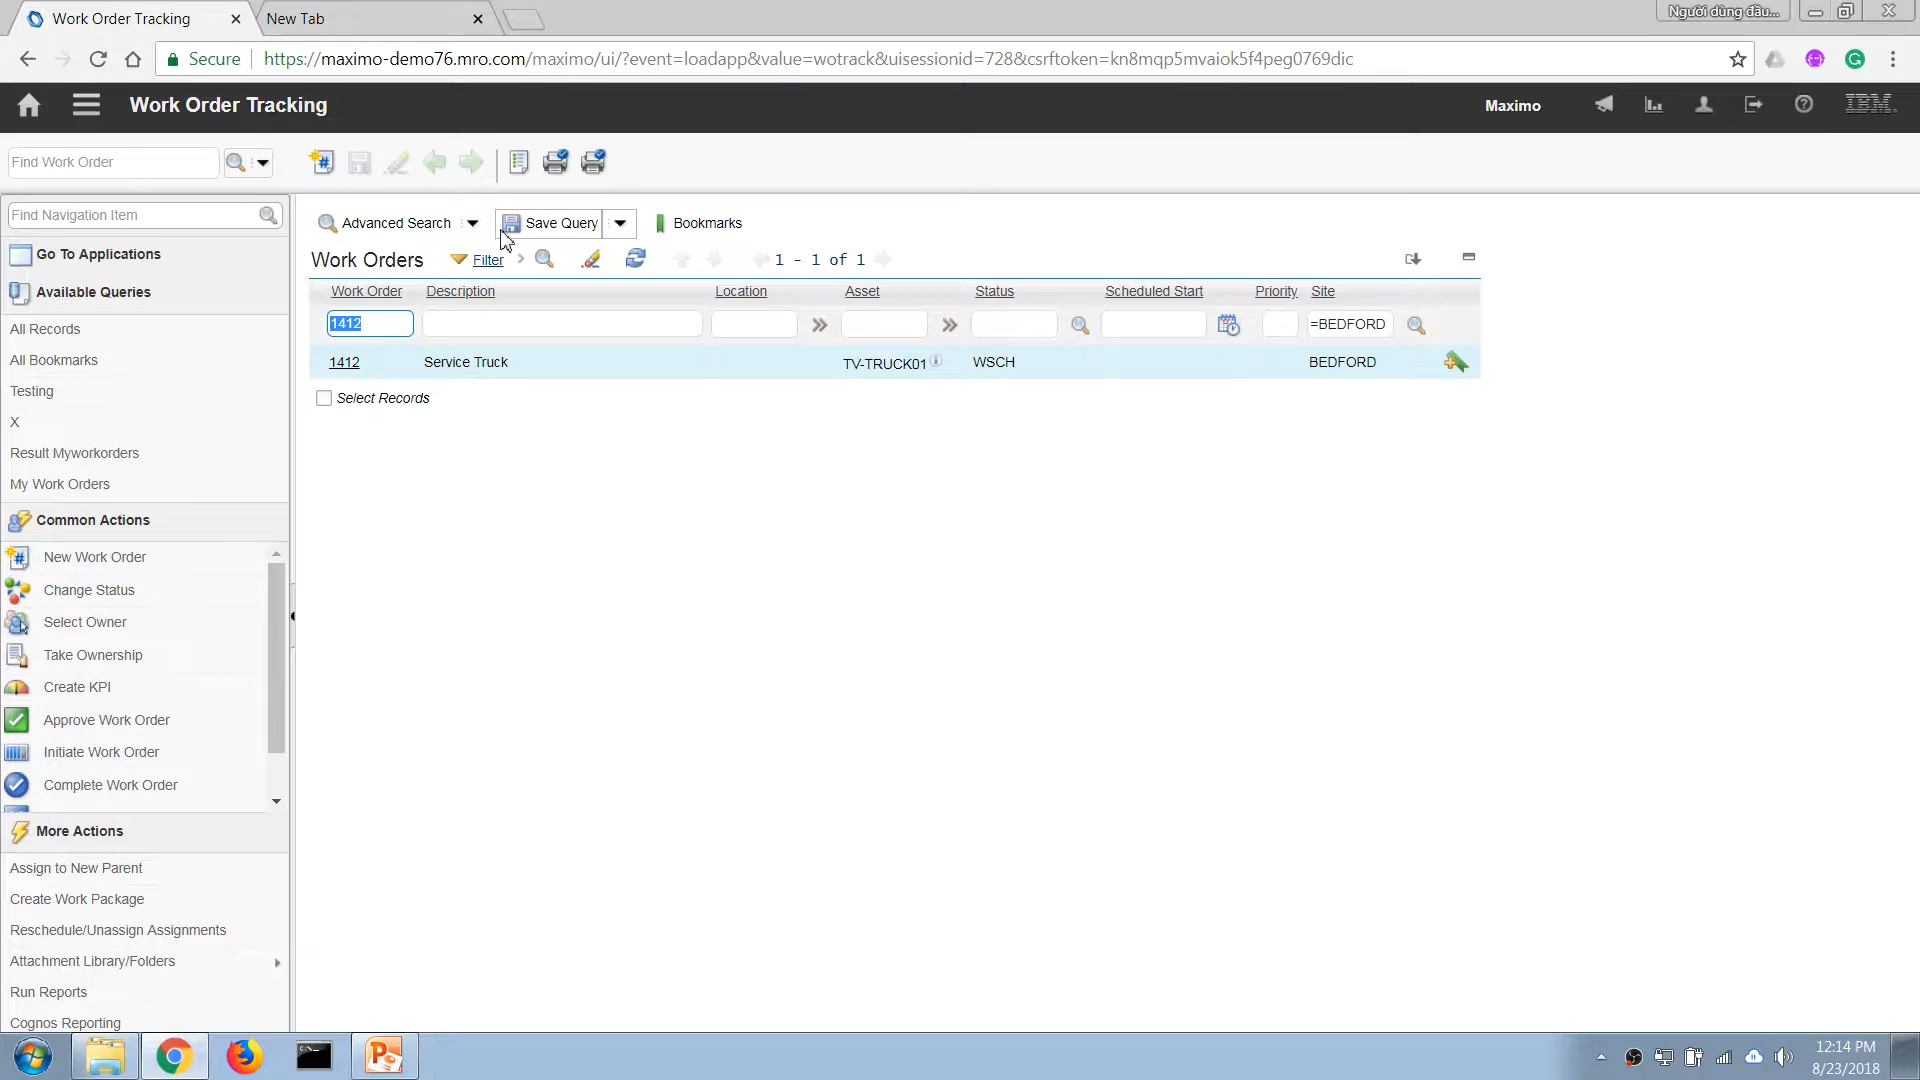 Work Order Tracking
New Tab
Người dùng đầu...
Secure
https://maximo-demo76.mro.com/maximo/ui/?event=loadapp&value=wotrack&uisessionid=728&csrftoken=kn8mqp5mvaiok5f4peg0769dic
Work Order Tracking
Maximo
IBM.
Find Work Order
Find Navigation Item
Go To Applications
Available Queries
All Records
All Bookmarks
Testing
X
Result Myworkorders
My Work Orders
Common Actions
New Work Order
Change Status
Select Owner
Take Ownership
Create KPI
Approve Work Order
Initiate Work Order
Complete Work Order
More Actions
Assign to New Parent
Create Work Package
Reschedule/Unassign Assignments
Attachment Library/Folders
Run Reports
Cognos Reporting
Advanced Search
Save Query
Bookmarks
Work Orders
Filter
1 - 1 of 1
Work Order Description Location Asset Status Scheduled Start Priority Site
1412 =BEDFORD
1412 Service Truck TV-TRUCK01 WSCH BEDFORD
Select Records
12:14 PM
8/23/2018